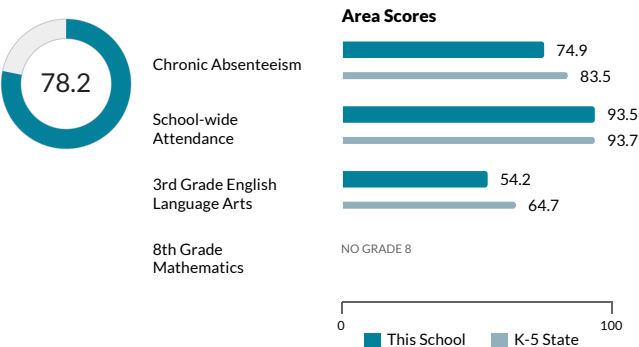 Area Scores
78.2
Chronic Absenteeism
74.9
83.5
School-wide
Attendance
93.5
93.7
3rd Grade English
Language Arts
54.2
64.7
8th Grade
Mathematics
NO GRADE 8
0
100
This School
K-5 State